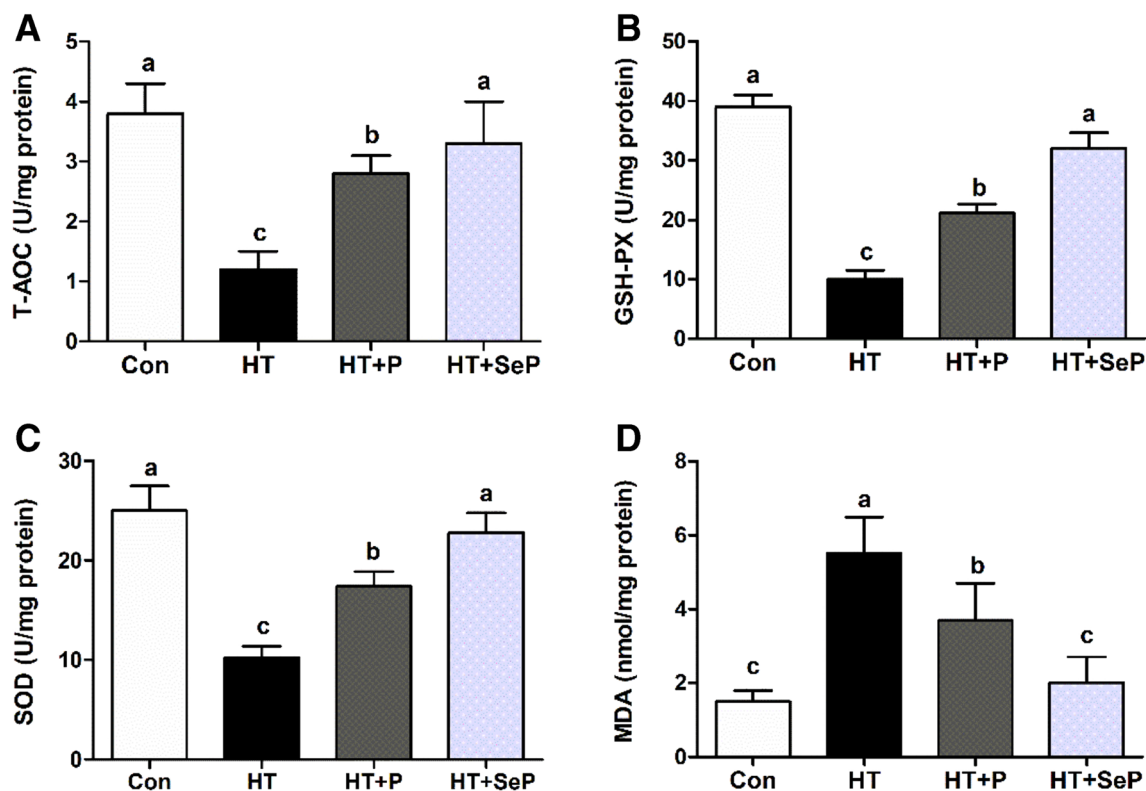 A
T-AOC (U/mg protein)
5
4
3
2
1
0
a
c
b
a
Con HT HT+P HT+SeP
B
GSH-PX (U/mg protein)
50
40
30
20
10
0
a
c
b
a
Con HT HT+P HT+SeP
C
SOD (U/mg protein)
30
20
10
0
a
c
b
a
Con HT HT+P HT+SeP
D
MDA (nmol/mg protein)
8
6
4
2
0
c
a
b
c
Con HT HT+P HT+SeP